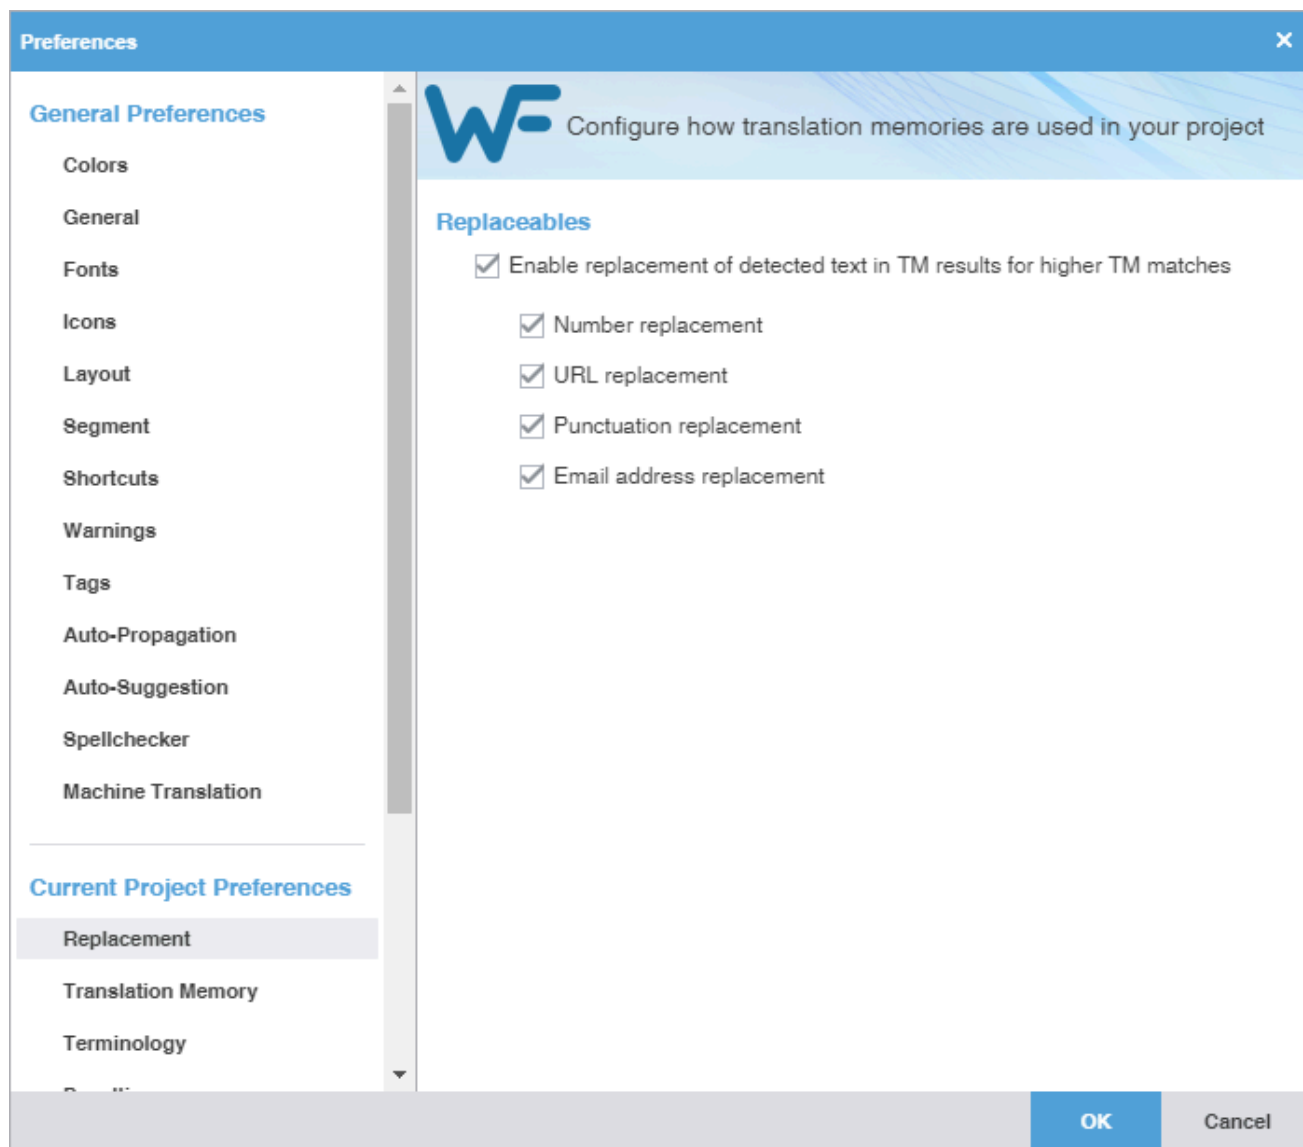 Preferences
General Preferences
Colors
General
Fonts
Icons
Layout
Segment
Shortcuts
Warnings
Tags
Auto-Propagation
Auto-Suggestion
Spellchecker
Machine Translation
Current Project Preferences
Replacement
Translation Memory
Terminology
WF
Configure how translation memories are used in your project
Replaceables
Enable replacement of detected text in TM results for higher TM matches
Number replacement
URL replacement
Punctuation replacement
Email address replacement
OK
Cancel